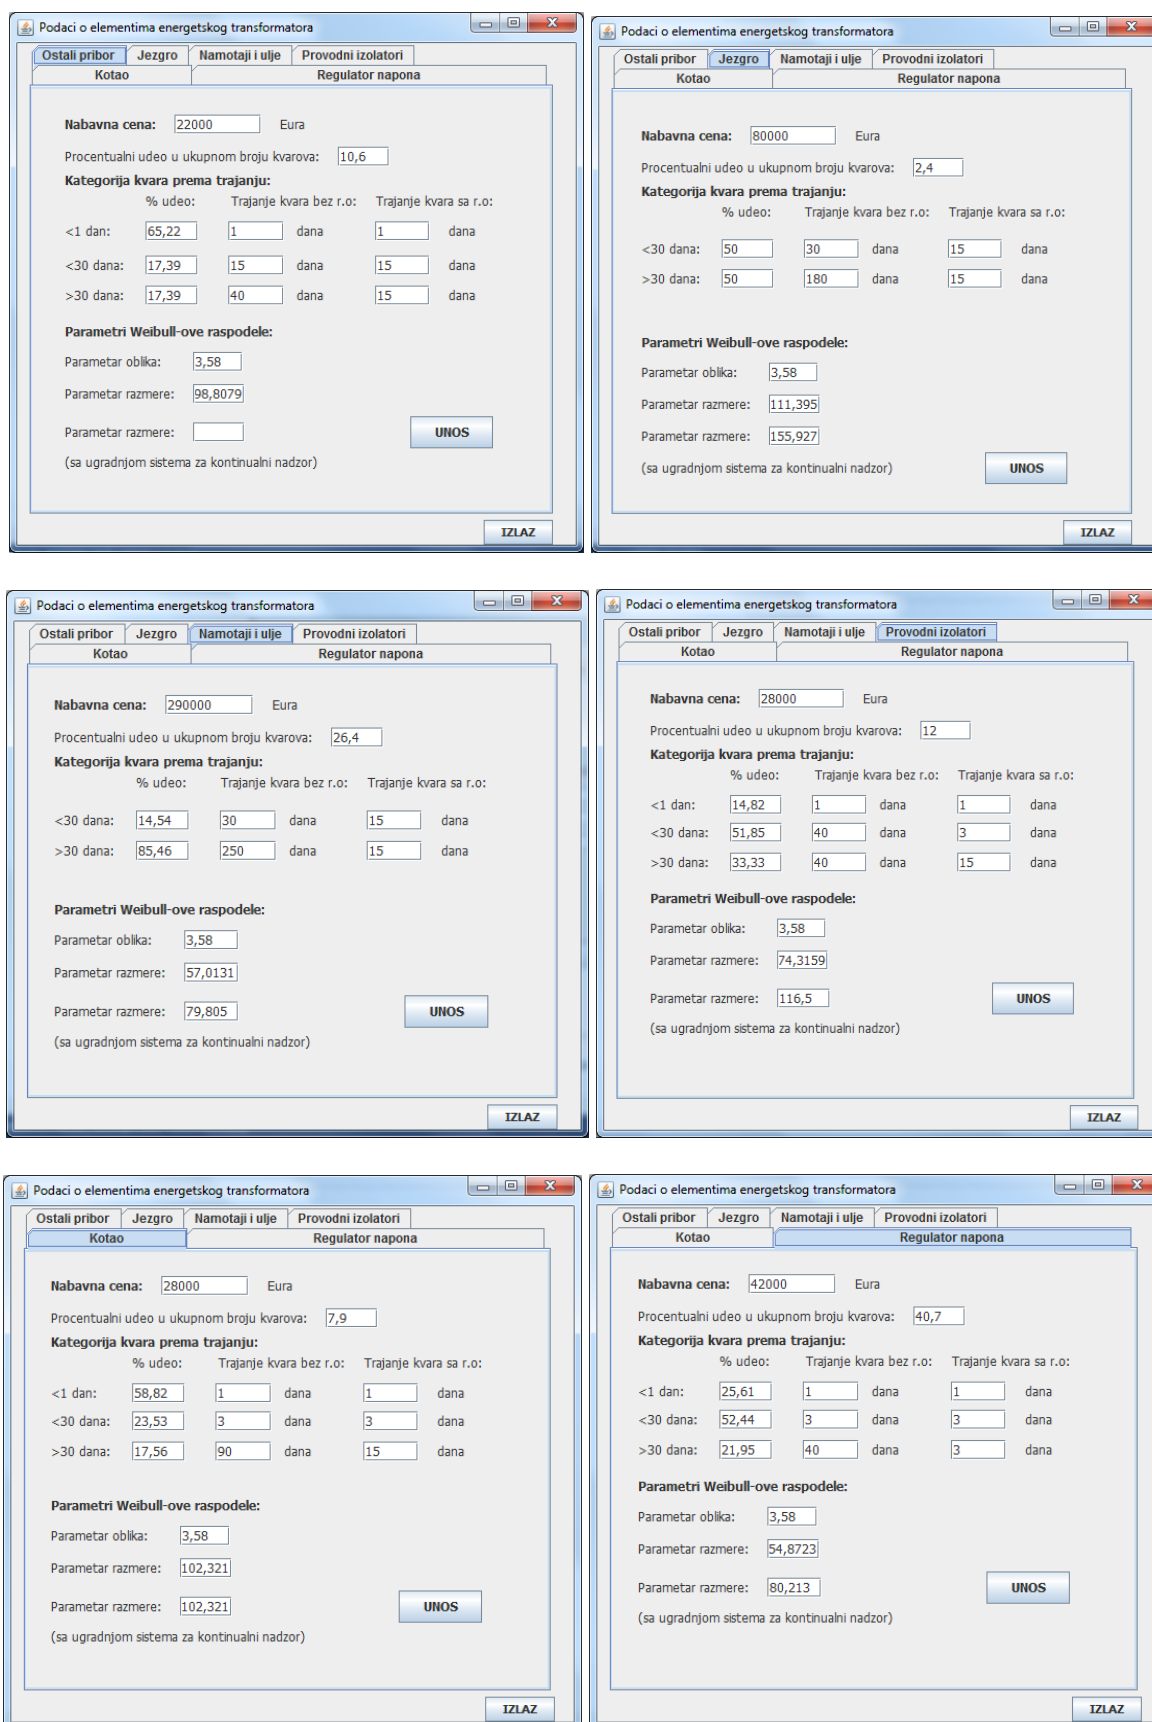 Podaci o elementima energetskog transformatora
Ostali pribor Jezgro Namotaji i ulje Provodni izolatori
Kotao Regulator napona
Nabavna cena: 22000 Eura
Procentualni udeo u ukupnom broju kvarova: 10,6
Kategorija kvara prema trajanju:
% udeo: Trajanje kvara bez r.o: Trajanje kvara sa r.o:
<1 dan: 65,22 1 dana 1 dana
<30 dana: 17,39 15 dana 15 dana
>30 dana: 17,39 40 dana 15 dana
Parametri Weibull-ove raspodele:
Parametar oblika: 3,58
Parametar razmere: 98,8079
Parametar razmere: UNOS
(sa ugradnjom sistema za kontinualni nadzor)
IZLAZ
Podaci o elementima energetskog transformatora
Ostali pribor Jezgro Namotaji i ulje Provodni izolatori
Kotao Regulator napona
Nabavna cena: 80000 Eura
Procentualni udeo u ukupnom broju kvarova: 2,4
Kategorija kvara prema trajanju:
% udeo: Trajanje kvara bez r.o: Trajanje kvara sa r.o:
<30 dana: 50 30 dana 15 dana
>30 dana: 50 180 dana 15 dana
Parametri Weibull-ove raspodele:
Parametar oblika: 3,58
Parametar razmere: 111,395
Parametar razmere: 155,927
(sa ugradnjom sistema za kontinualni nadzor) UNOS
IZLAZ
Podaci o elementima energetskog transformatora
Ostali pribor Jezgro Namotaji i ulje Provodni izolatori
Kotao Regulator napona
Nabavna cena: 290000 Eura
Procentualni udeo u ukupnom broju kvarova: 26,4
Kategorija kvara prema trajanju:
% udeo: Trajanje kvara bez r.o: Trajanje kvara sa r.o:
<30 dana: 14,54 30 dana 15 dana
>30 dana: 85,46 250 dana 15 dana
Parametri Weibull-ove raspodele:
Parametar oblika: 3,58
Parametar razmere: 57,0131
Parametar razmere: 79,805 UNOS
(sa ugradnjom sistema za kontinualni nadzor)
IZLAZ
Podaci o elementima energetskog transformatora
Ostali pribor Jezgro Namotaji i ulje Provodni izolatori
Kotao Regulator napona
Nabavna cena: 28000 Eura
Procentualni udeo u ukupnom broju kvarova: 12
Kategorija kvara prema trajanju:
% udeo: Trajanje kvara bez r.o: Trajanje kvara sa r.o:
<1 dan: 14,82 1 dana 1 dana
<30 dana: 51,85 40 dana 3 dana
>30 dana: 33,33 40 dana 15 dana
Parametri Weibull-ove raspodele:
Parametar oblika: 3,58
Parametar razmere: 74,3159
Parametar razmere: 116,5 UNOS
(sa ugradnjom sistema za kontinualni nadzor)
IZLAZ
Podaci o elementima energetskog transformatora
Ostali pribor Jezgro Namotaji i ulje Provodni izolatori
Kotao Regulator napona
Nabavna cena: 28000 Eura
Procentualni udeo u ukupnom broju kvarova: 7,9
Kategorija kvara prema trajanju:
% udeo: Trajanje kvara bez r.o: Trajanje kvara sa r.o:
<1 dan: 58,82 1 dana 1 dana
<30 dana: 23,53 3 dana 3 dana
>30 dana: 17,56 90 dana 15 dana
Parametri Weibull-ove raspodele:
Parametar oblika: 3,58
Parametar razmere: 102,321
Parametar razmere: 102,321 UNOS
(sa ugradnjom sistema za kontinualni nadzor)
IZLAZ
Podaci o elementima energetskog transformatora
Ostali pribor Jezgro Namotaji i ulje Provodni izolatori
Kotao Regulator napona
Nabavna cena: 42000 Eura
Procentualni udeo u ukupnom broju kvarova: 40,7
Kategorija kvara prema trajanju:
% udeo: Trajanje kvara bez r.o: Trajanje kvara sa r.o:
<1 dan: 25,61 1 dana 1 dana
<30 dana: 52,44 3 dana 3 dana
>30 dana: 21,95 40 dana 3 dana
Parametri Weibull-ove raspodele:
Parametar oblika: 3,58
Parametar razmere: 54,8723
Parametar razmere: 80,213 UNOS
(sa ugradnjom sistema za kontinualni nadzor)
IZLAZ